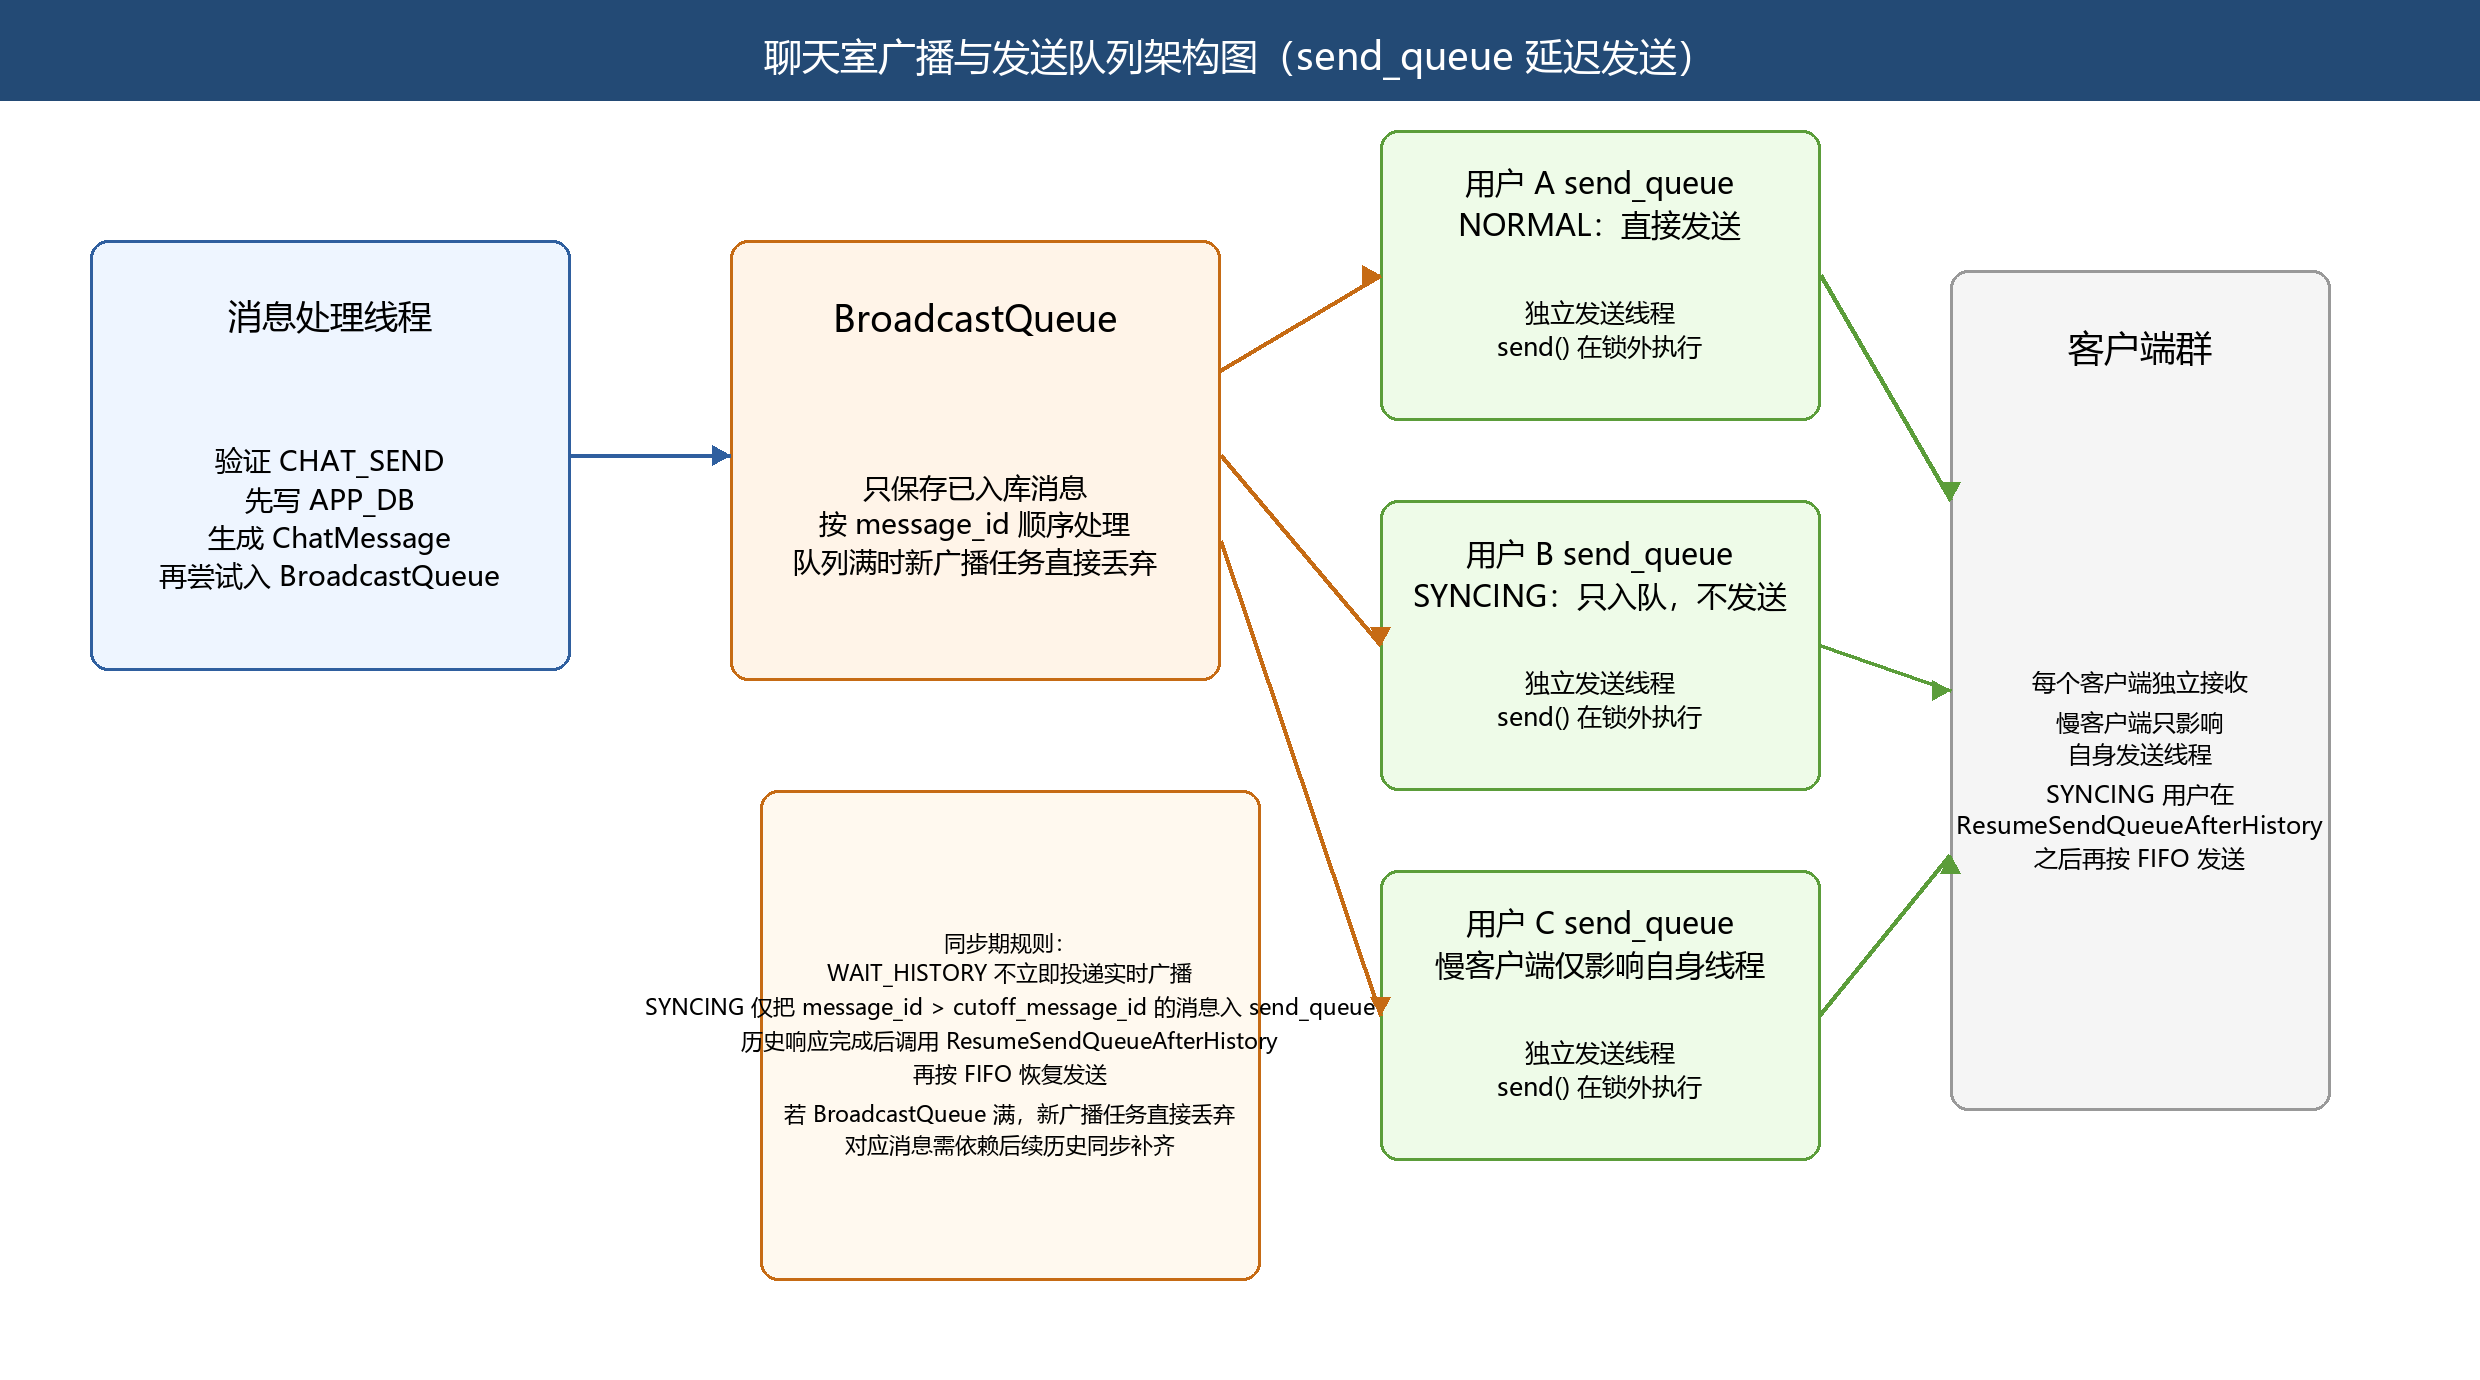 聊天室广播与发送队列架构图（send_queue 延迟发送）
消息处理线程
验证 CHAT_SEND
先写 APP_DB
生成 ChatMessage
再尝试入 BroadcastQueue
BroadcastQueue
只保存已入库消息
按 message_id 顺序处理
队列满时新广播任务直接丢弃
同步期规则：
WAIT_HISTORY 不立即投递实时广播
SYNCING 仅把 message_id > cutoff_message_id 的消息入 send_queue
历史响应完成后调用 ResumeSendQueueAfterHistory
再按 FIFO 恢复发送
若 BroadcastQueue 满，新广播任务直接丢弃
对应消息需依赖后续历史同步补齐
用户 A send_queue
NORMAL：直接发送
独立发送线程
send() 在锁外执行
用户 B send_queue
SYNCING：只入队，不发送
独立发送线程
send() 在锁外执行
用户 C send_queue
慢客户端仅影响自身线程
独立发送线程
send() 在锁外执行
客户端群
每个客户端独立接收
慢客户端只影响
自身发送线程
SYNCING 用户在
ResumeSendQueueAfterHistory
之后再按 FIFO 发送